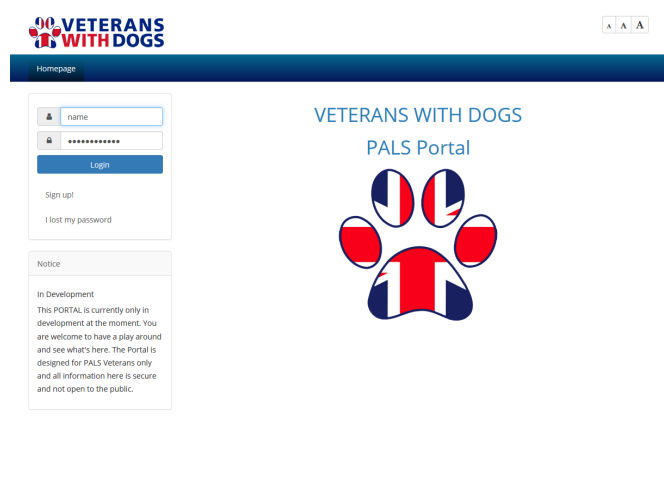 VETERANS
WITH DOGS
A A A
Homepage
name
Login
Sign up!
I lost my password
Notice
In Development
This PORTAL is currently only in
development at the moment. You
are welcome to have a play around
and see what's here. The Portal is
designed for PALS Veterans only
and all information here is secure
and not open to the public.
VETERANS WITH DOGS
PALS Portal